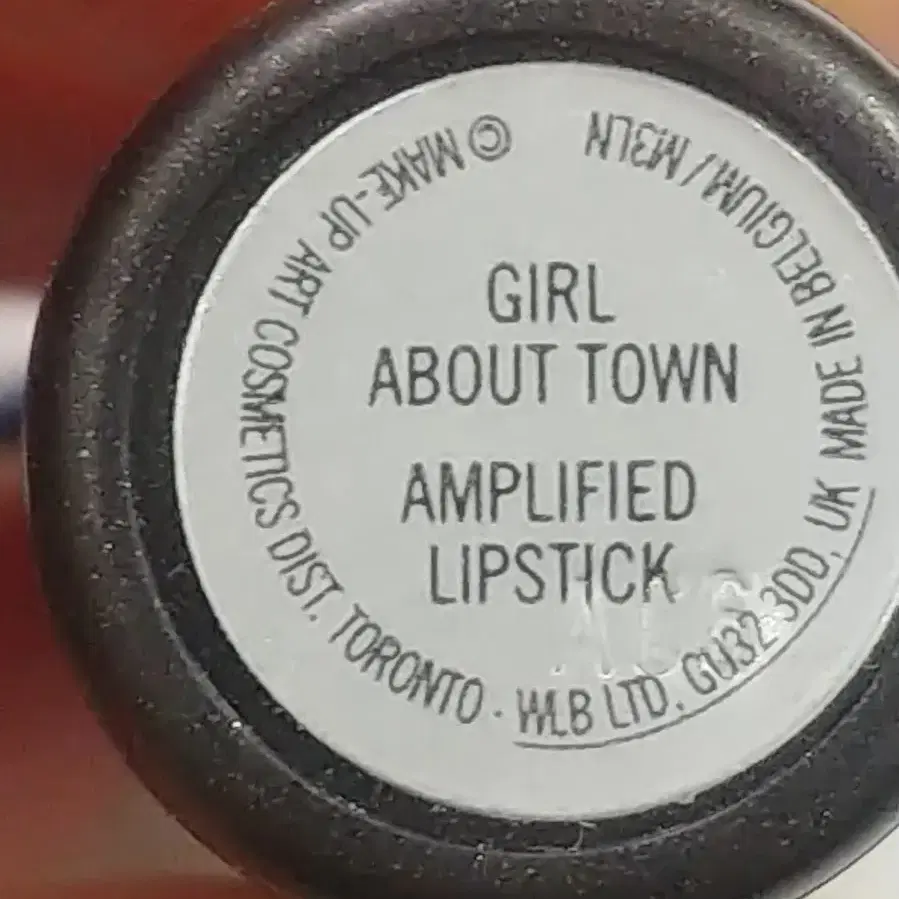 GIRL
ABOUT TOWN
AMPLIFIED
LIPSTICK
© MAKE-UP ART COSMETICS DIST. TORONTO · WLB LTD. GU32 3DD, UK MADE IN BELGIUM / M3LN